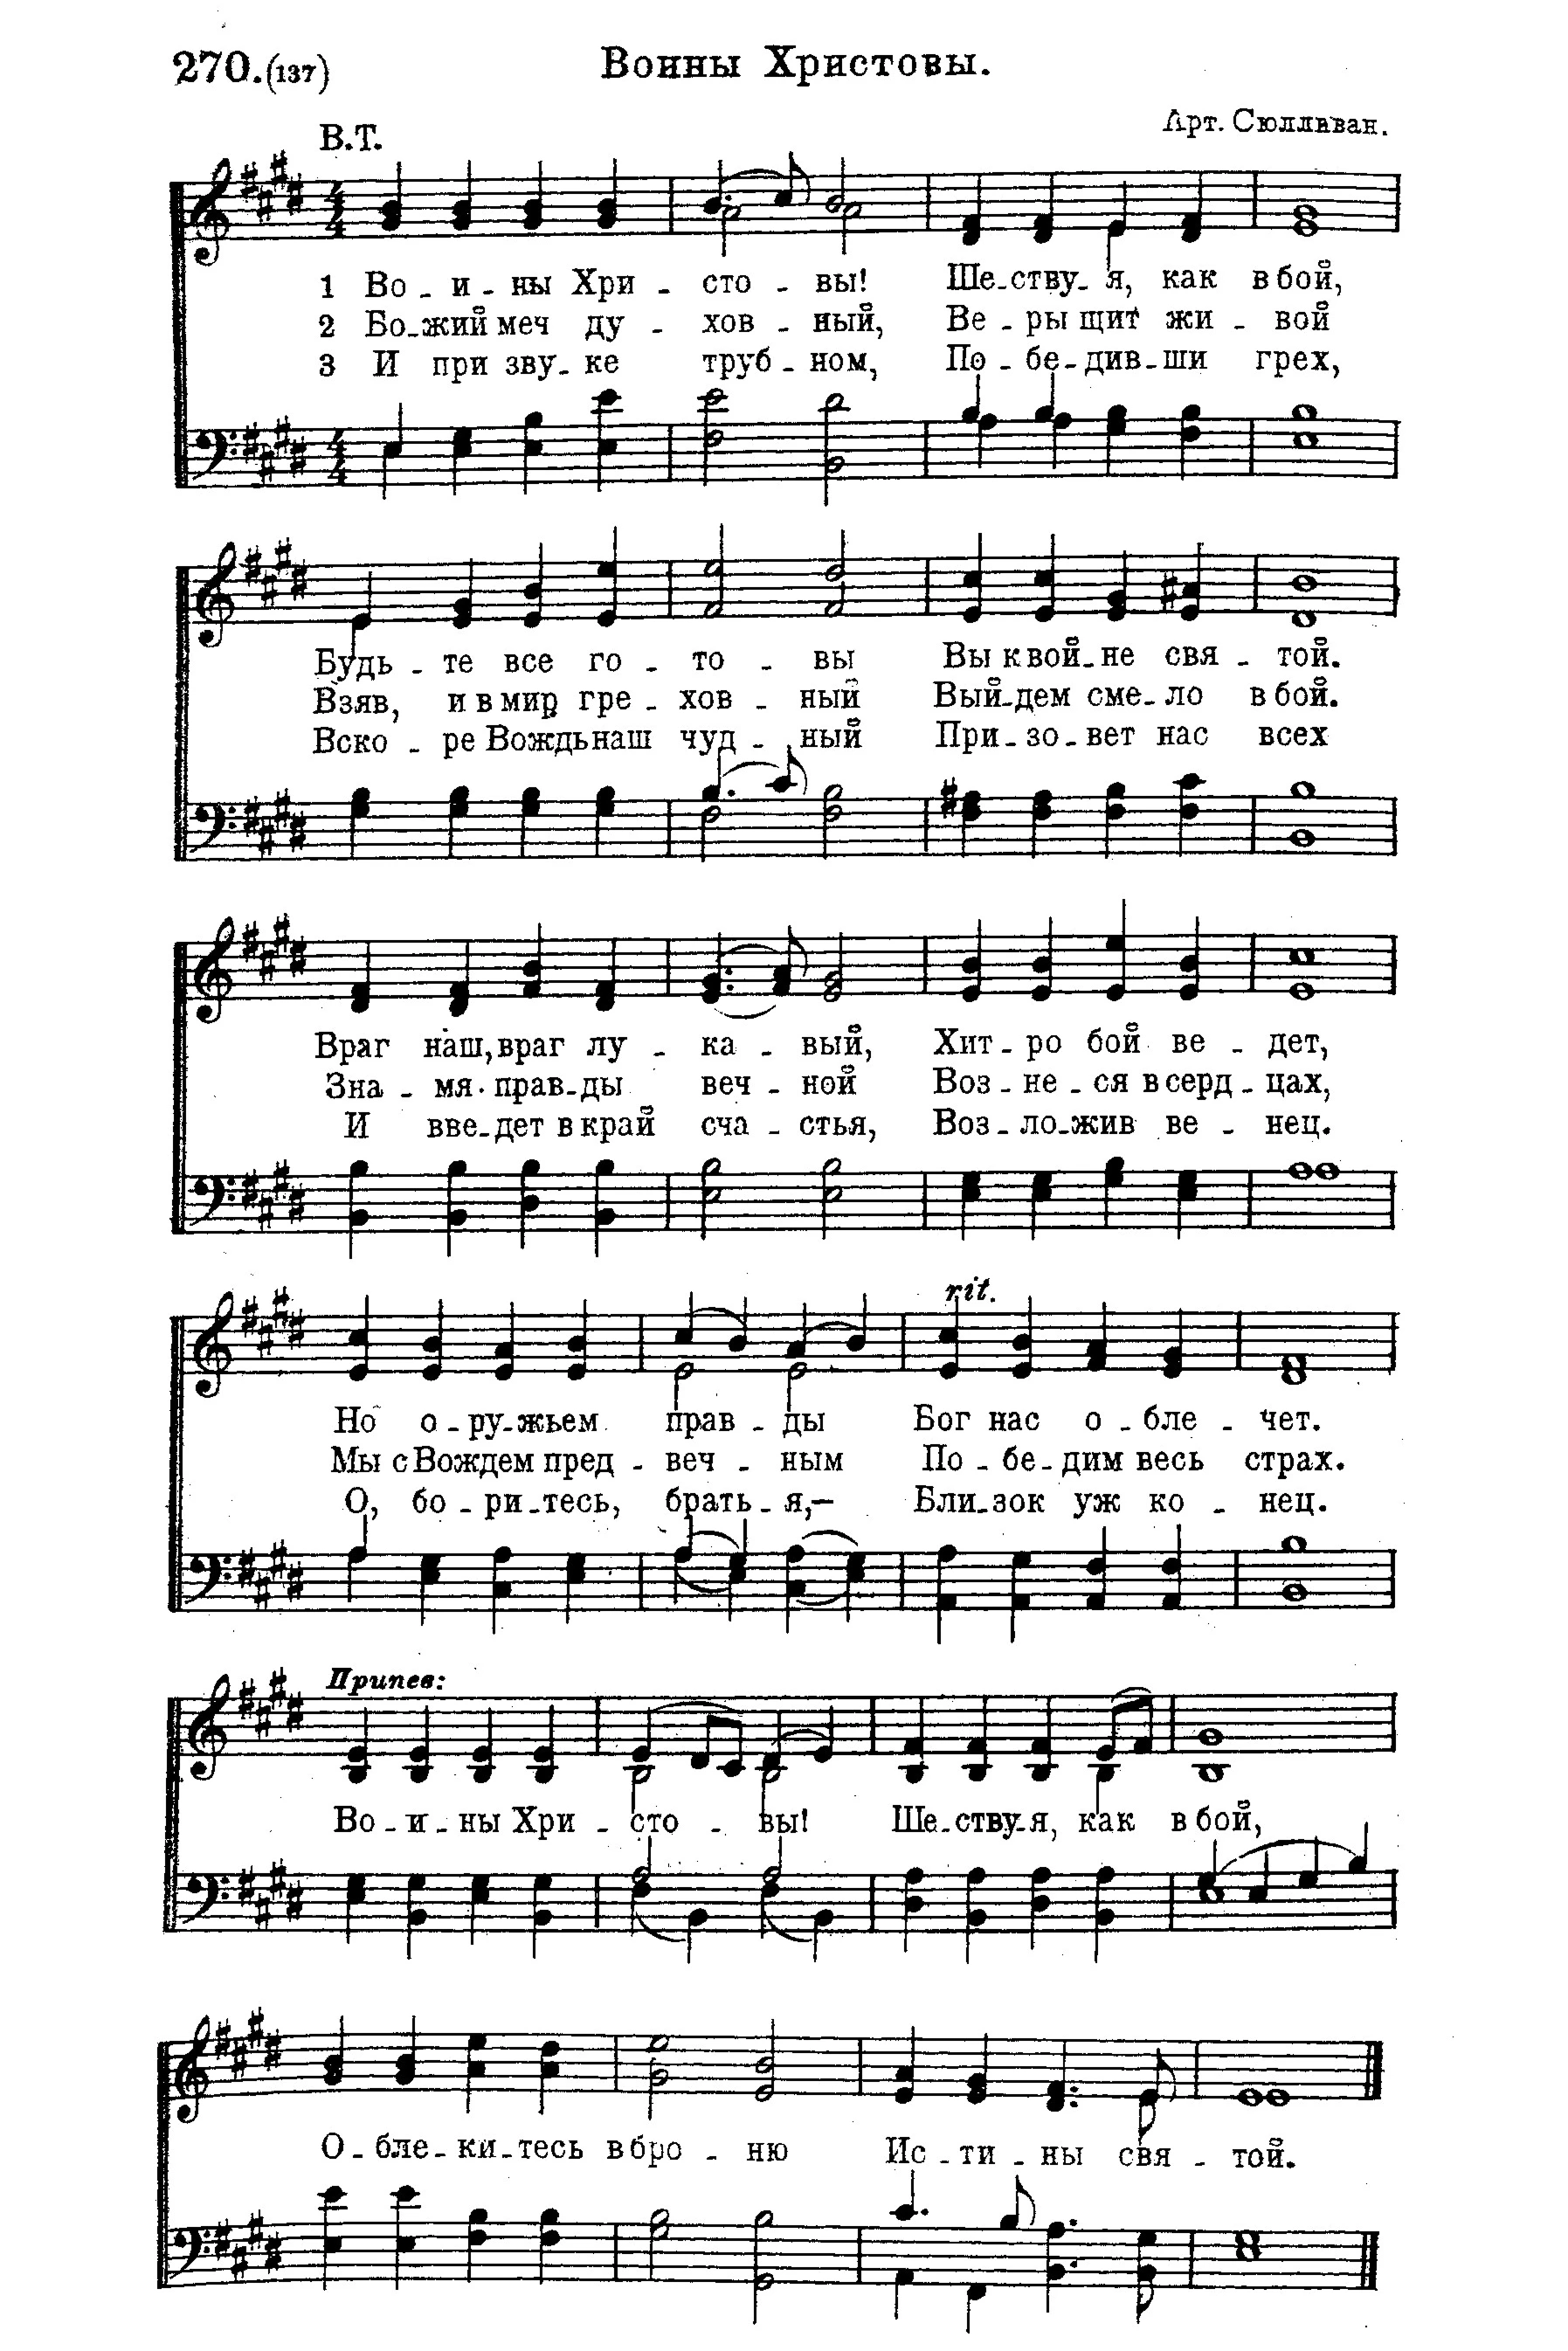 270.(137) Воины Христовы.
В.Т. Арт. Сюлливан.
4/4
1 Во - и - ны Хри - сто - вы! Ше - ству - я, как в бой,
2 Бо - жий меч ду - хов - ный, Ве - ры щит жи - вой
3 И при зву - ке труб - ном, По - бе - див - ши грех,
4/4
Будь - те все го - то - вы Вы к вой - не свя - той.
Взяв, и в мир гре - хов - ный Вый - дем сме - ло в бой.
Вско - ре Вождь наш чуд - ный При - зо - вет нас всех
Враг наш, враг лу - ка - вый, Хит - ро бой ве - дет,
Зна - мя прав - ды веч - ной Воз - не - ся в серд - цах,
И вве - дет в край сча - стья, Воз - ло - жив ве - нец.
rit.
Но о - ру - жьем прав - ды Бог нас о - бле - чет.
Мы с Вождем пред - веч - ным По - бе - дим весь страх.
О, бо - ри - тесь, брать - я,— Бли - зок уж ко - нец.
Припев:
Во - и - ны Хри - сто - вы! Ше - ству - я, как в бой,
О - бле - ки - тесь в бро - ню Ис - ти - ны свя - той.